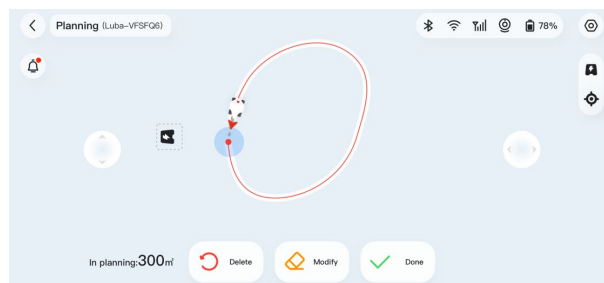 Planning (Luba-VFSFQ6)
78%
In planning:300㎡
Delete
Modify
Done